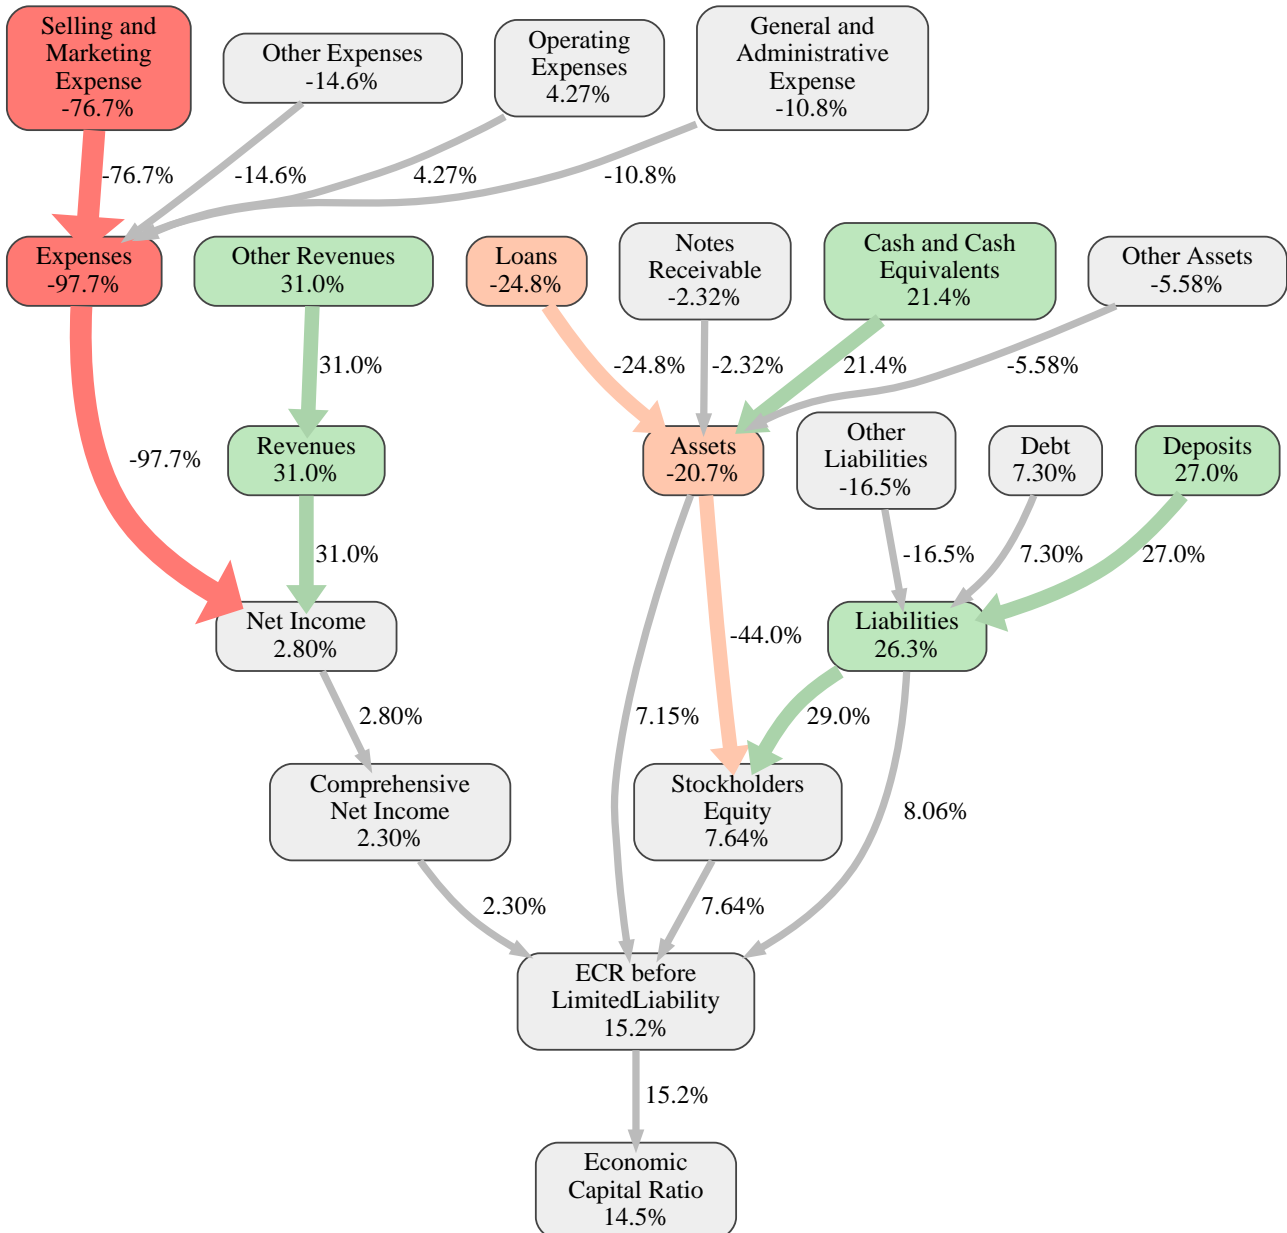 Selling and
Marketing
Expense
-76.7%
Other Expenses
-14.6%
Operating
Expenses
4.27%
General and
Administrative
Expense
-10.8%
-76.7%
-14.6%
4.27%
-10.8%
Expenses
-97.7%
Other Revenues
31.0%
Loans
-24.8%
Notes
Receivable
-2.32%
Cash and Cash
Equivalents
21.4%
Other Assets
-5.58%
31.0%
-24.8%
-2.32%
21.4%
-5.58%
-97.7%
Revenues
31.0%
Assets
-20.7%
Other
Liabilities
-16.5%
Debt
7.30%
Deposits
27.0%
31.0%
-16.5%
7.30%
27.0%
Net Income
2.80%
-44.0%
Liabilities
26.3%
2.80%
7.15%
29.0%
8.06%
Comprehensive
Net Income
2.30%
Stockholders
Equity
7.64%
2.30%
7.64%
ECR before
LimitedLiability
15.2%
15.2%
Economic
Capital Ratio
14.5%